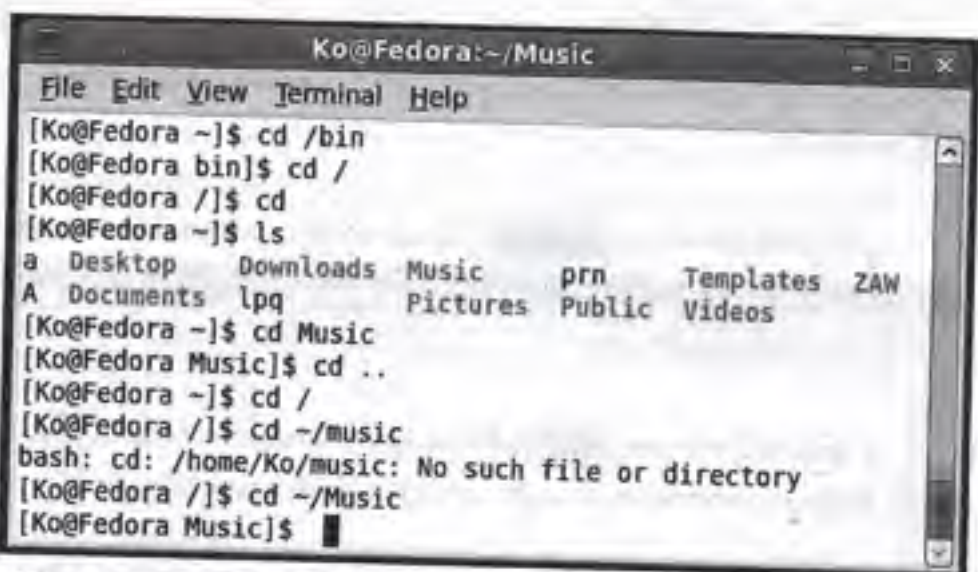 Ko@Fedora:~/Music
File Edit View Terminal Help
[Ko@Fedora ~]$ cd /bin
[Ko@Fedora bin]$ cd /
[Ko@Fedora /]$ cd
[Ko@Fedora ~]$ ls
a Desktop Downloads Music prn Templates ZAW
A Documents lpq Pictures Public Videos
[Ko@Fedora ~]$ cd Music
[Ko@Fedora Music]$ cd ..
[Ko@Fedora ~]$ cd /
[Ko@Fedora /]$ cd ~/music
bash: cd: /home/Ko/music: No such file or directory
[Ko@Fedora /]$ cd ~/Music
[Ko@Fedora Music]$